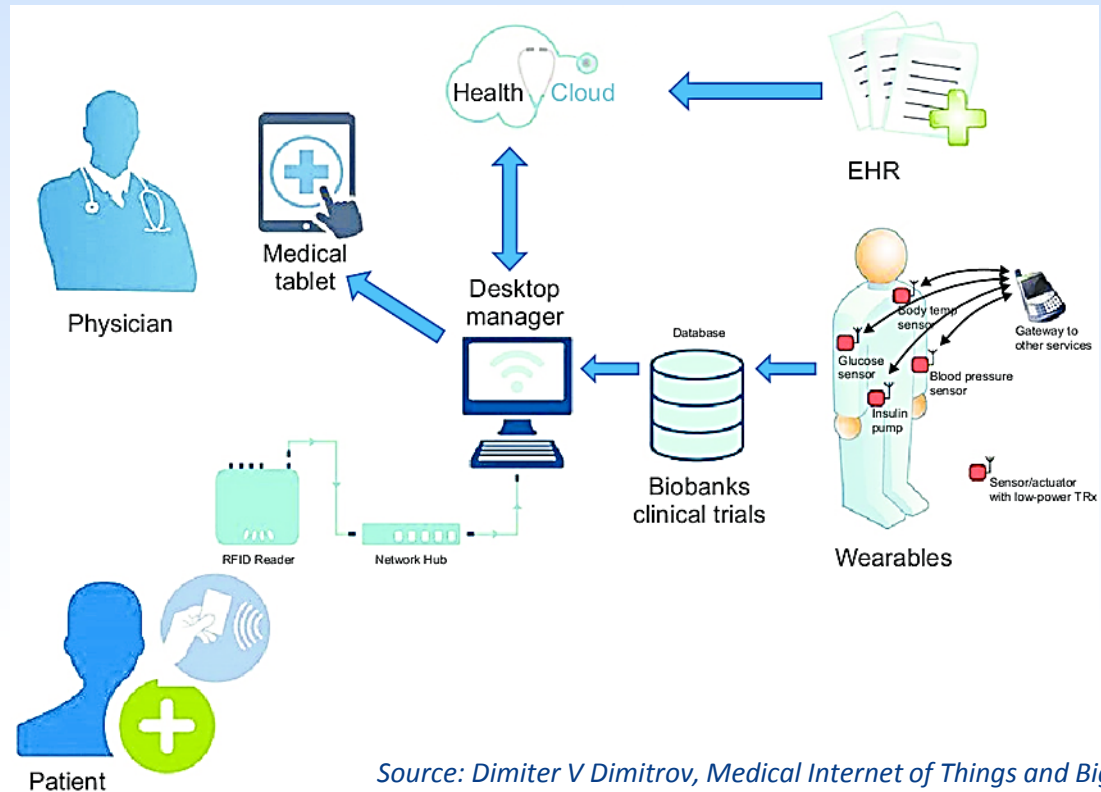 Health Cloud
EHR
Medical
tablet
Physician
Desktop
manager
Database
Body temp
sensor
Gateway to
other services
Glucose
sensor
Blood pressure
sensor
Insulin
pump
Biobanks
clinical trials
Sensor/actuator
with low-power TRx
Wearables
RFID Reader
Network Hub
Patient
Source: Dimiter V Dimitrov, Medical Internet of Things and Big